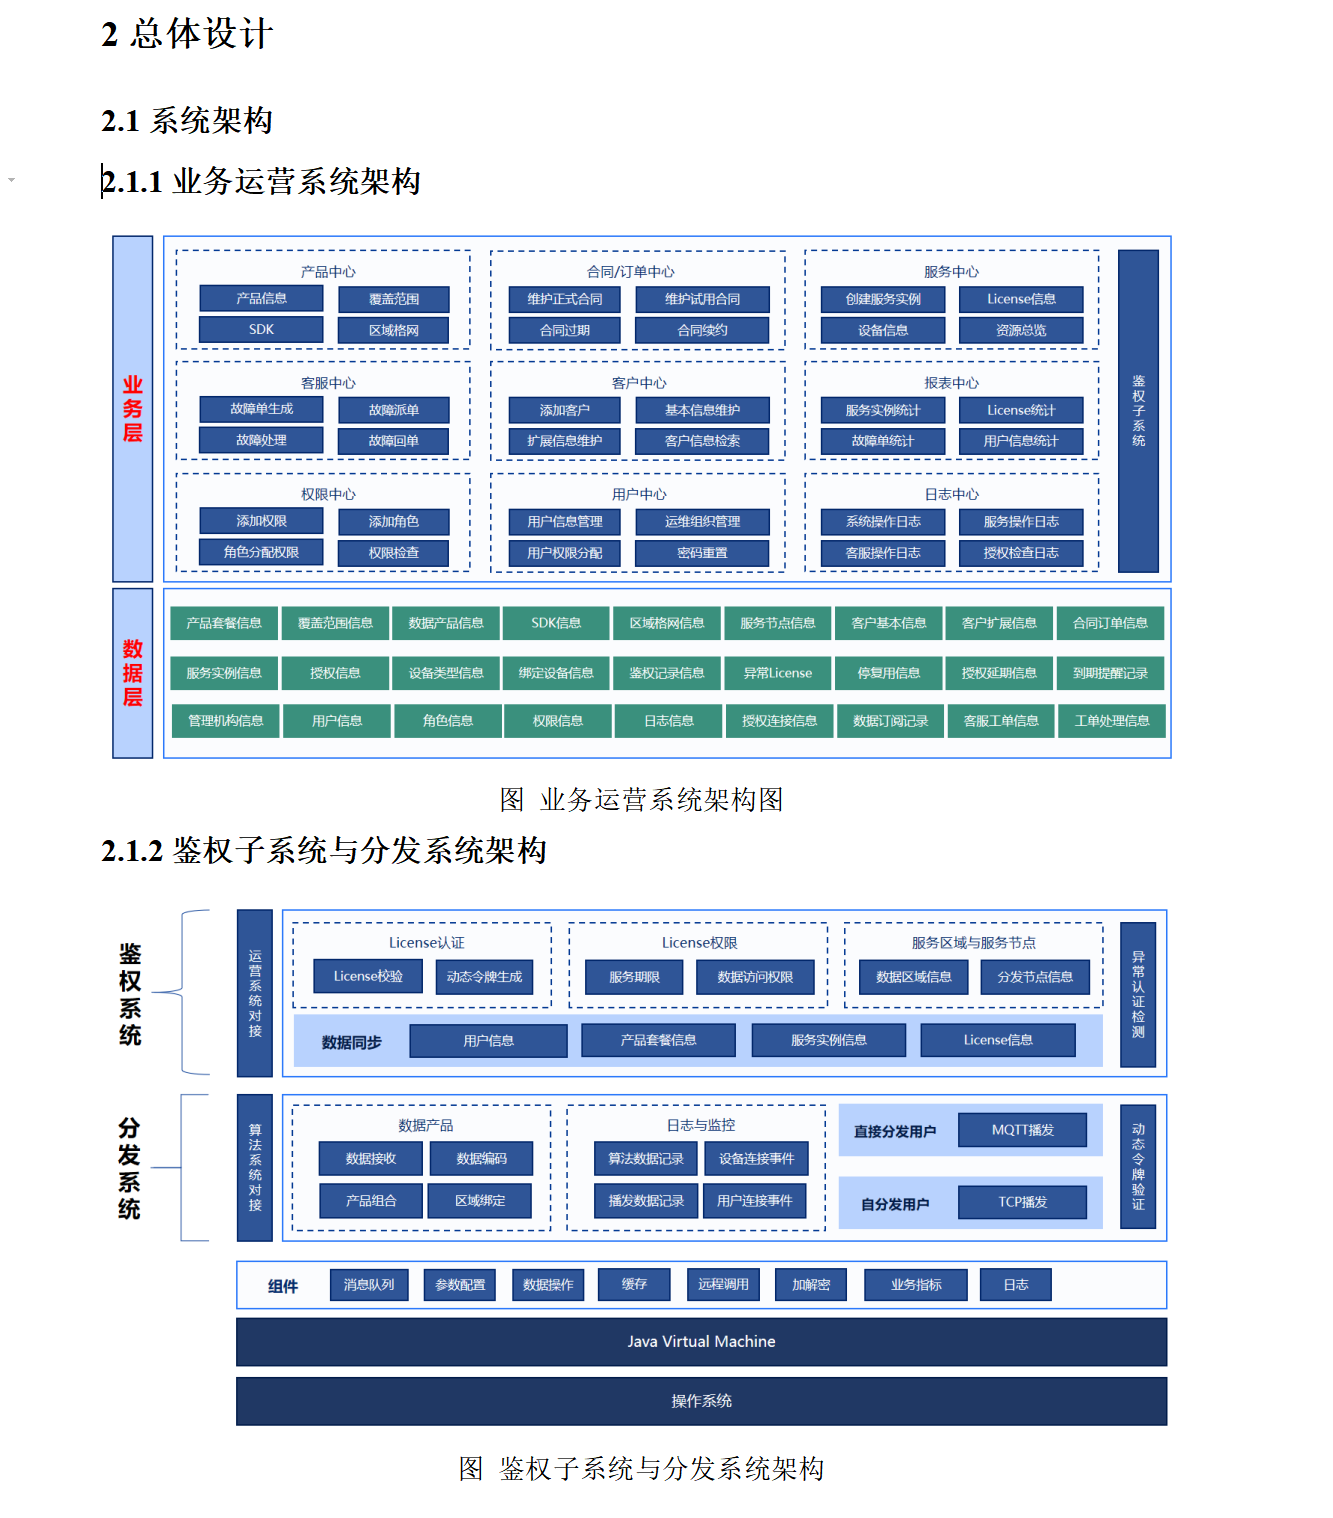 2 总体设计
2.1 系统架构
2.1.1 业务运营系统架构
业务层
产品中心
产品信息
覆盖范围
SDK
区域格网
合同/订单中心
维护正式合同
维护试用合同
合同过期
合同续约
服务中心
创建服务实例
License信息
设备信息
资源总览
客服中心
故障单生成
故障派单
故障处理
故障回单
客户中心
添加客户
基本信息维护
扩展信息维护
客户信息检索
报表中心
服务实例统计
License统计
故障单统计
用户信息统计
权限中心
添加权限
添加角色
角色分配权限
权限检查
用户中心
用户信息管理
运维组织管理
用户权限分配
密码重置
日志中心
系统操作日志
服务操作日志
客服操作日志
授权检查日志
鉴权子系统
数据层
产品套餐信息
覆盖范围信息
数据产品信息
SDK信息
区域格网信息
服务节点信息
客户基本信息
客户扩展信息
合同订单信息
服务实例信息
授权信息
设备类型信息
绑定设备信息
鉴权记录信息
异常License
停复用信息
授权延期信息
到期提醒记录
管理机构信息
用户信息
角色信息
权限信息
日志信息
授权连接信息
数据订阅记录
客服工单信息
工单处理信息
图 业务运营系统架构图
2.1.2 鉴权子系统与分发系统架构
鉴权系统
运营系统对接
License认证
License校验
动态令牌生成
License权限
服务期限
数据访问权限
服务区域与服务节点
数据区域信息
分发节点信息
数据同步
用户信息
产品套餐信息
服务实例信息
License信息
异常认证检测
分发系统
算法系统对接
数据产品
数据接收
数据编码
产品组合
区域绑定
日志与监控
算法数据记录
设备连接事件
播发数据记录
用户连接事件
直接分发用户
MQTT播发
自分发用户
TCP播发
动态令牌验证
组件
消息队列
参数配置
数据操作
缓存
远程调用
加解密
业务指标
日志
Java Virtual Machine
操作系统
图 鉴权子系统与分发系统架构